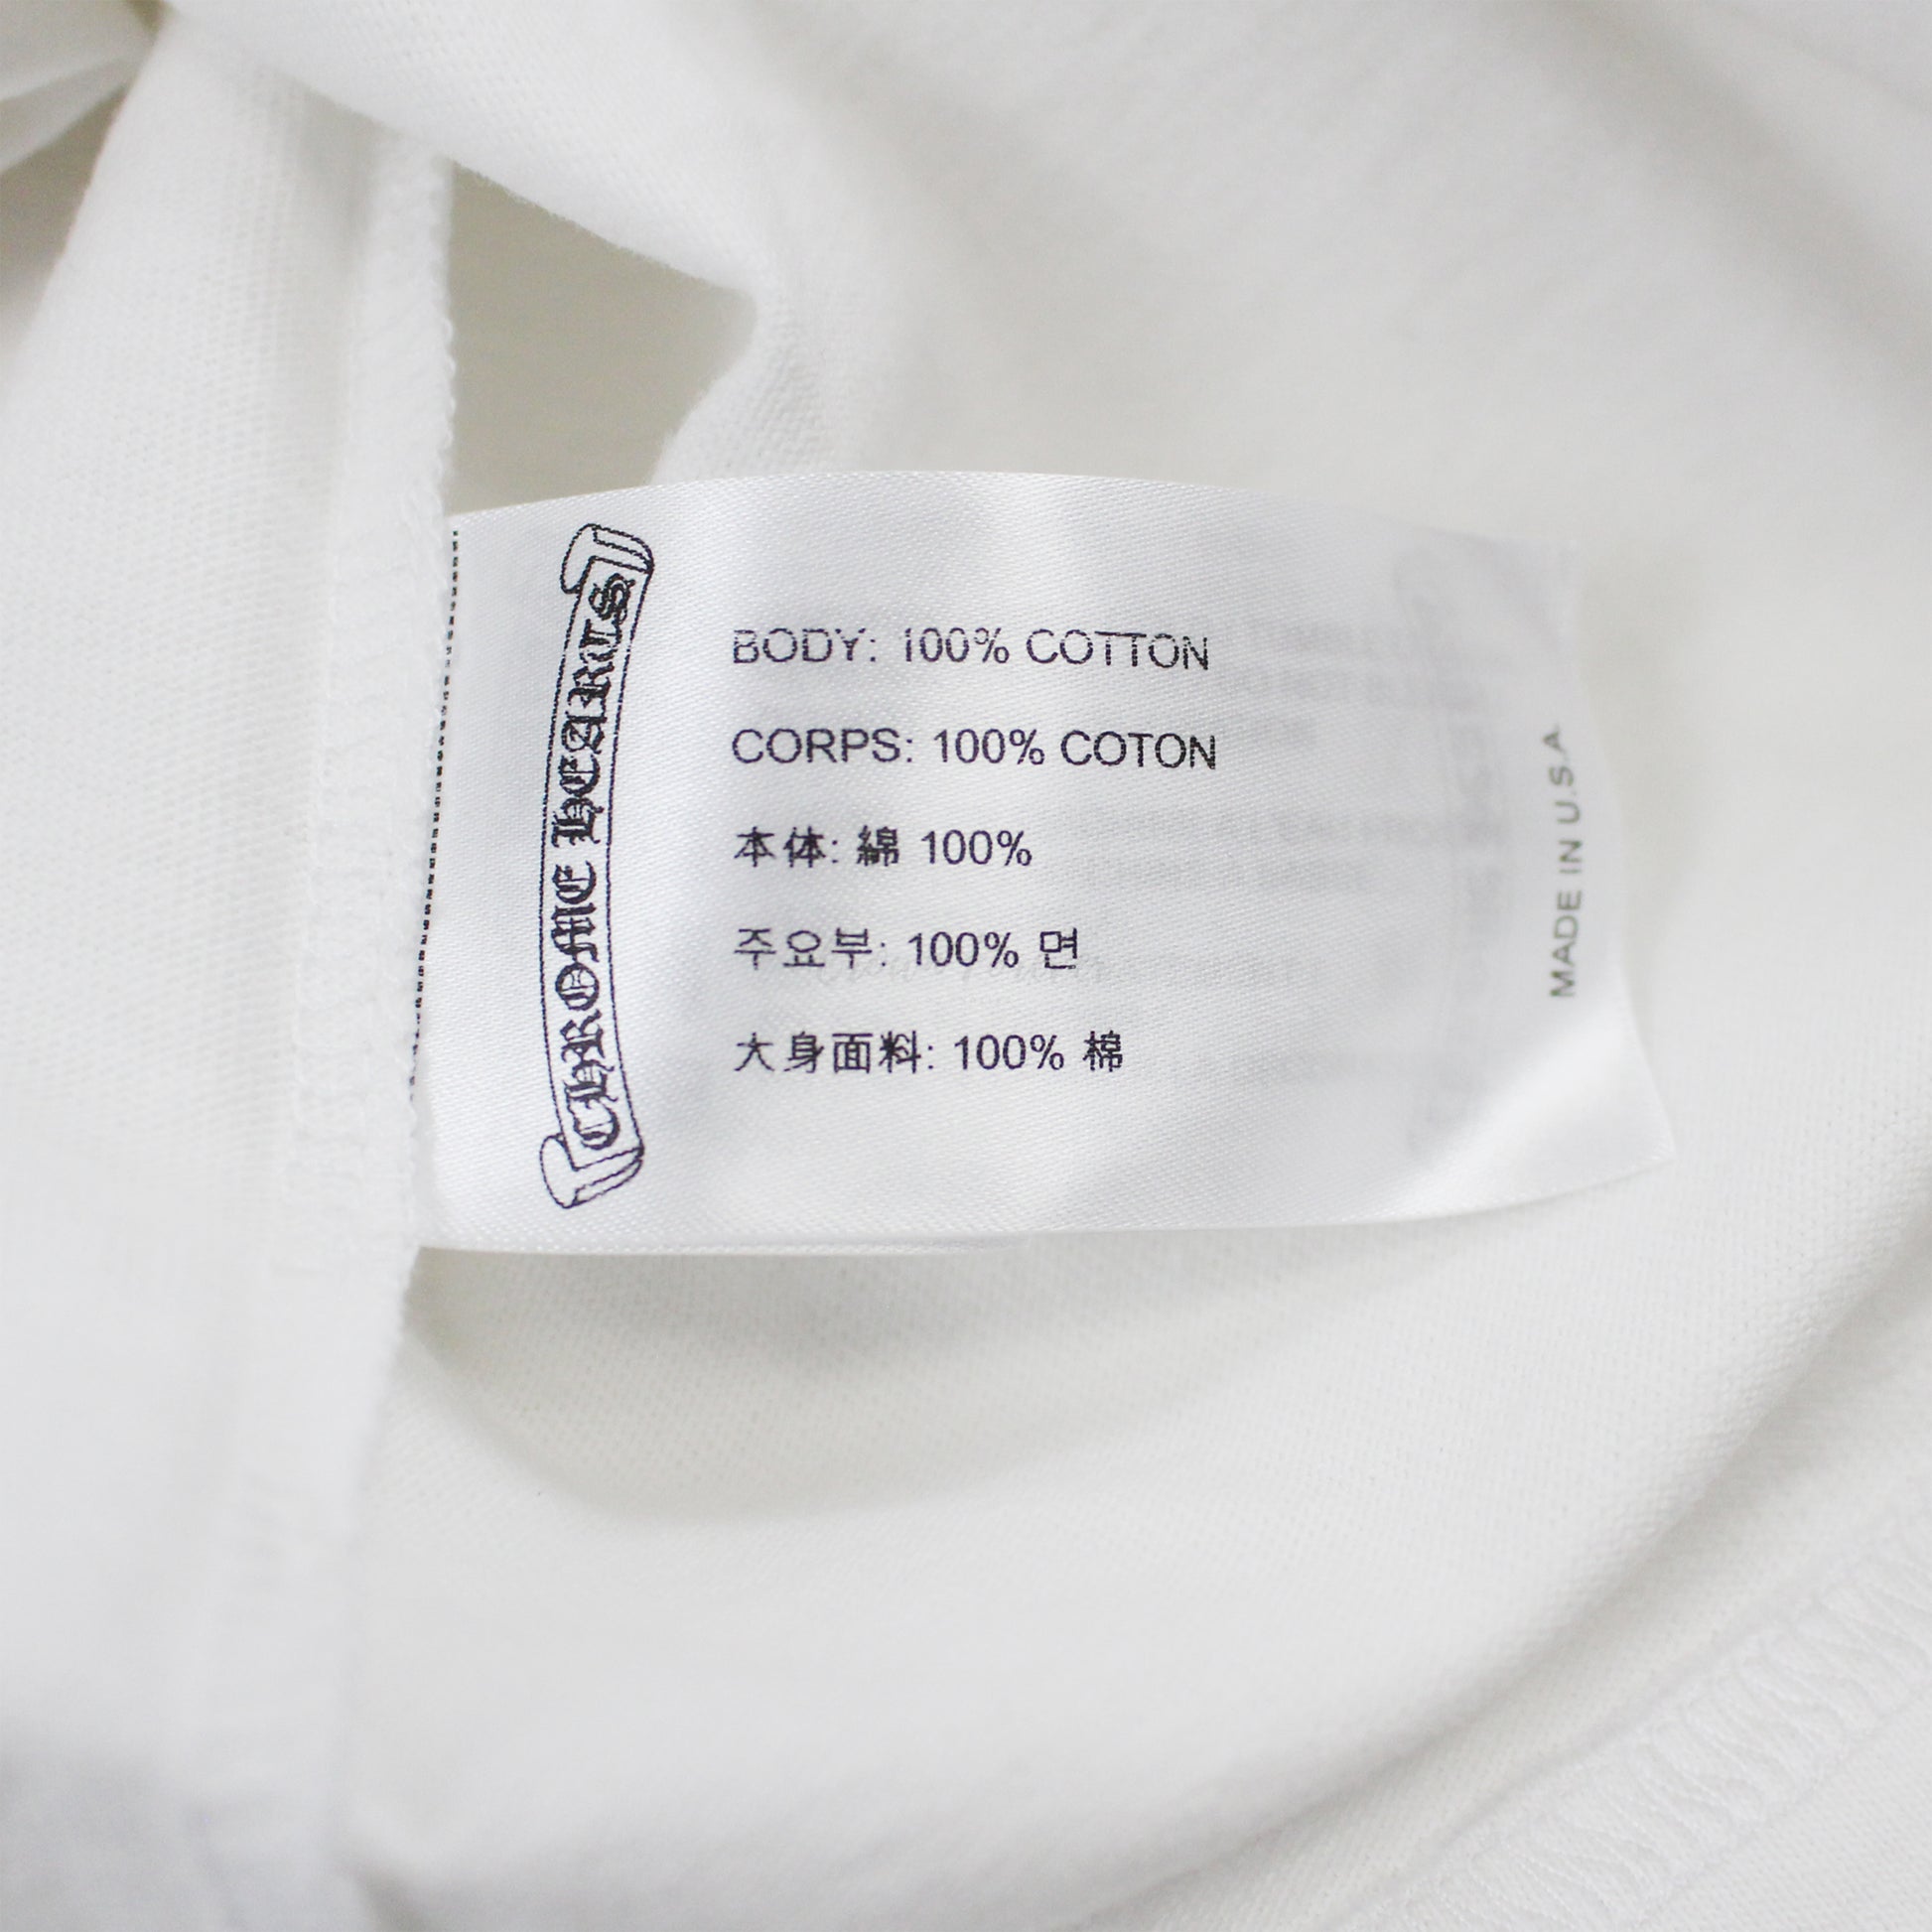 CHROME HEARTS
BODY: 100% COTTON
CORPS: 100% COTON
本体: 綿 100%
주요부: 100% 면
大身面料: 100% 棉
MADE IN U.S.A.